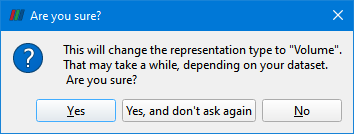 Are you sure?
This will change the representation type to "Volume".
That may take a while, depending on your dataset.
Are you sure?
Yes
Yes, and don't ask again
No